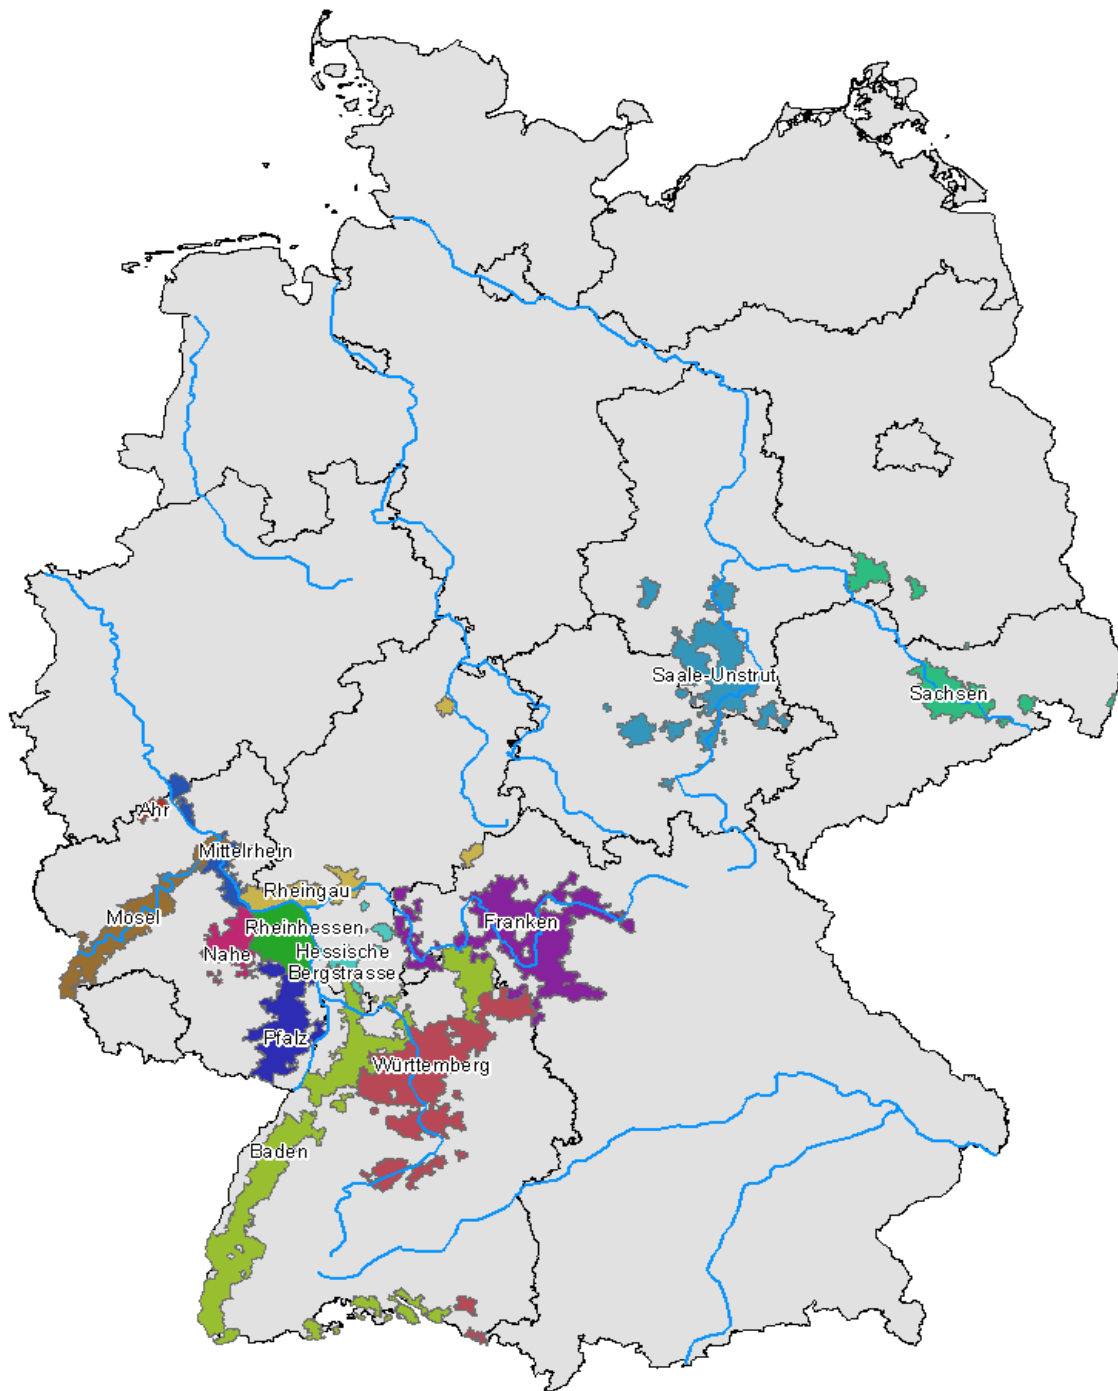 Saale-Unstrut
Sachsen
Ahr
Mittelrhein
Rheingau
Mosel
Franken
Rheinhessen
Nahe
Hessische
Bergstrasse
Pfalz
Württemberg
Baden